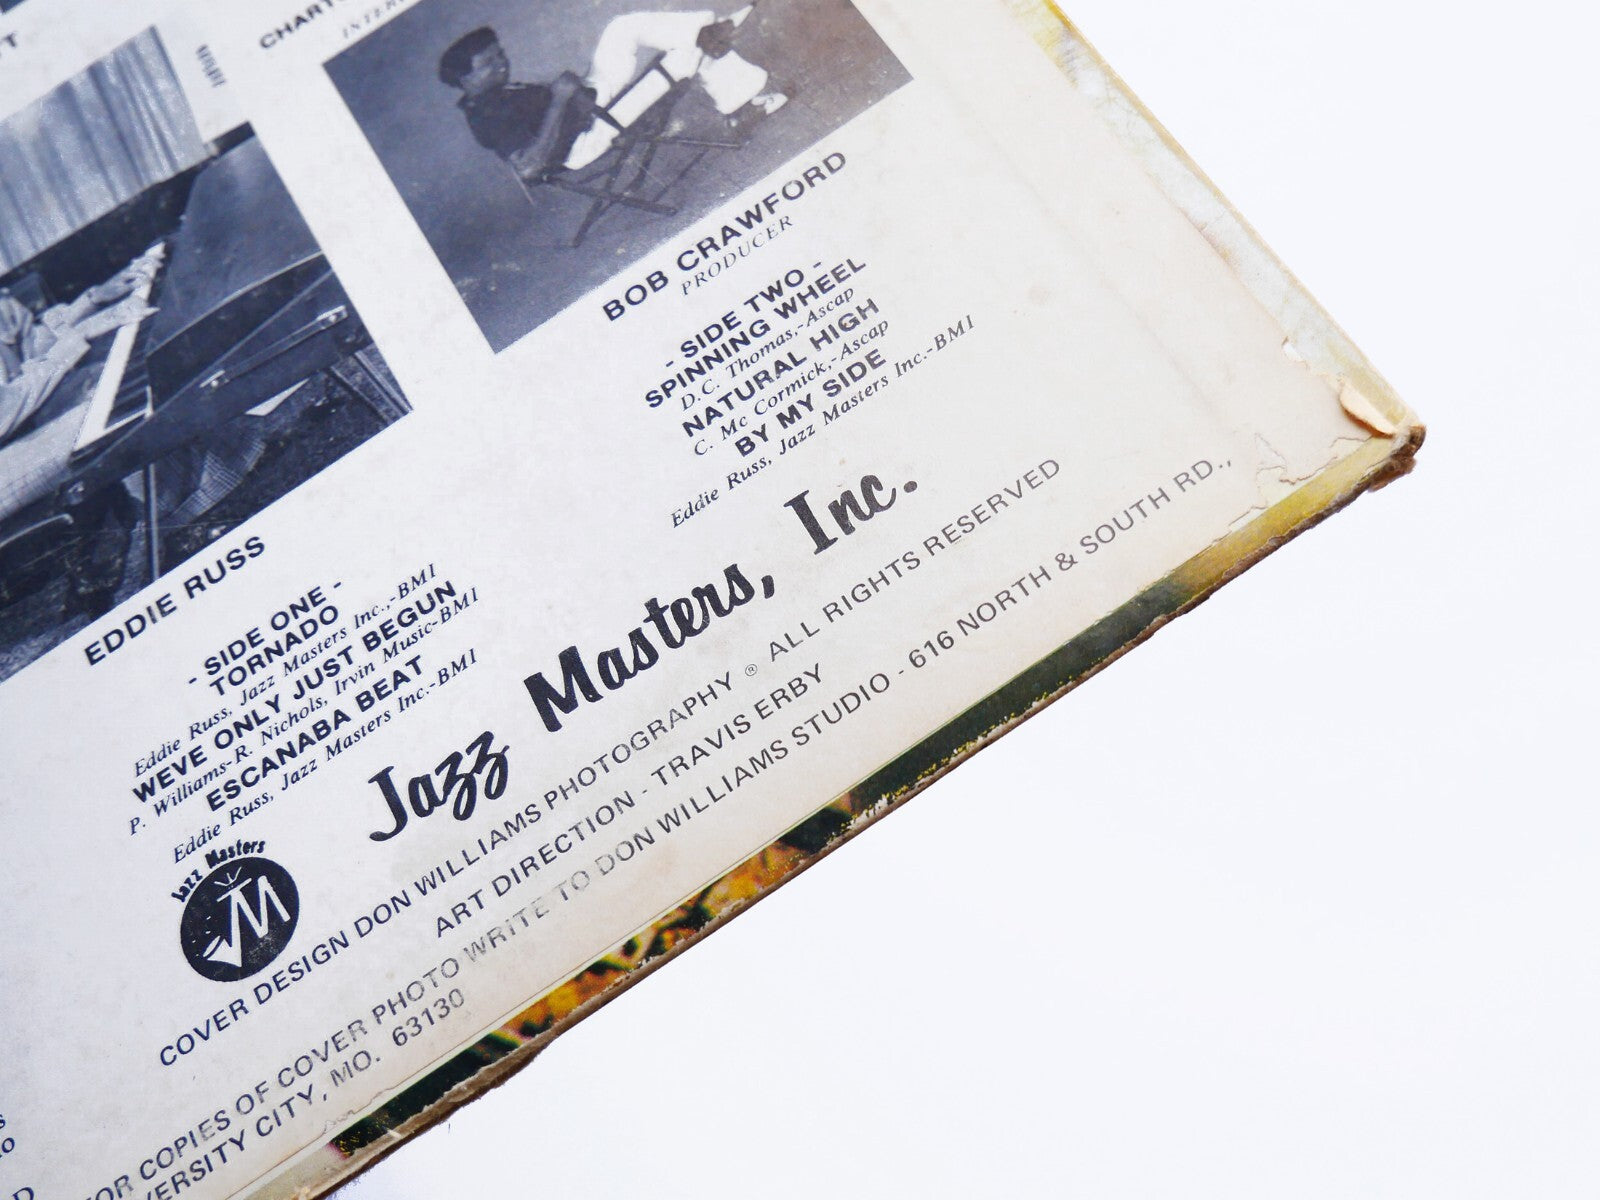 CHART
INTER
BOB CRAWFORD
PRODUCER
- SIDE TWO -
SPINNING WHEEL
D.C. Thomas,-Ascap
NATURAL HIGH
C. Mc Cormick,-Ascap
BY MY SIDE
Eddie Russ, Jazz Masters Inc.-BMI
EDDIE RUSS
- SIDE ONE -
TORNADO
Eddie Russ, Jazz Masters Inc.,-BMI
WEVE ONLY JUST BEGUN
P. Williams-R. Nichols, Irvin Music-BMI
ESCANABA BEAT
Eddie Russ, Jazz Masters Inc.-BMI
Jazz Masters
JM
Jazz Masters, Inc.
COVER DESIGN DON WILLIAMS PHOTOGRAPHY ® ALL RIGHTS RESERVED
ART DIRECTION - TRAVIS ERBY
FOR COPIES OF COVER PHOTO WRITE TO DON WILLIAMS STUDIO - 616 NORTH & SOUTH RD.,
VERSITY CITY, MO. 63130